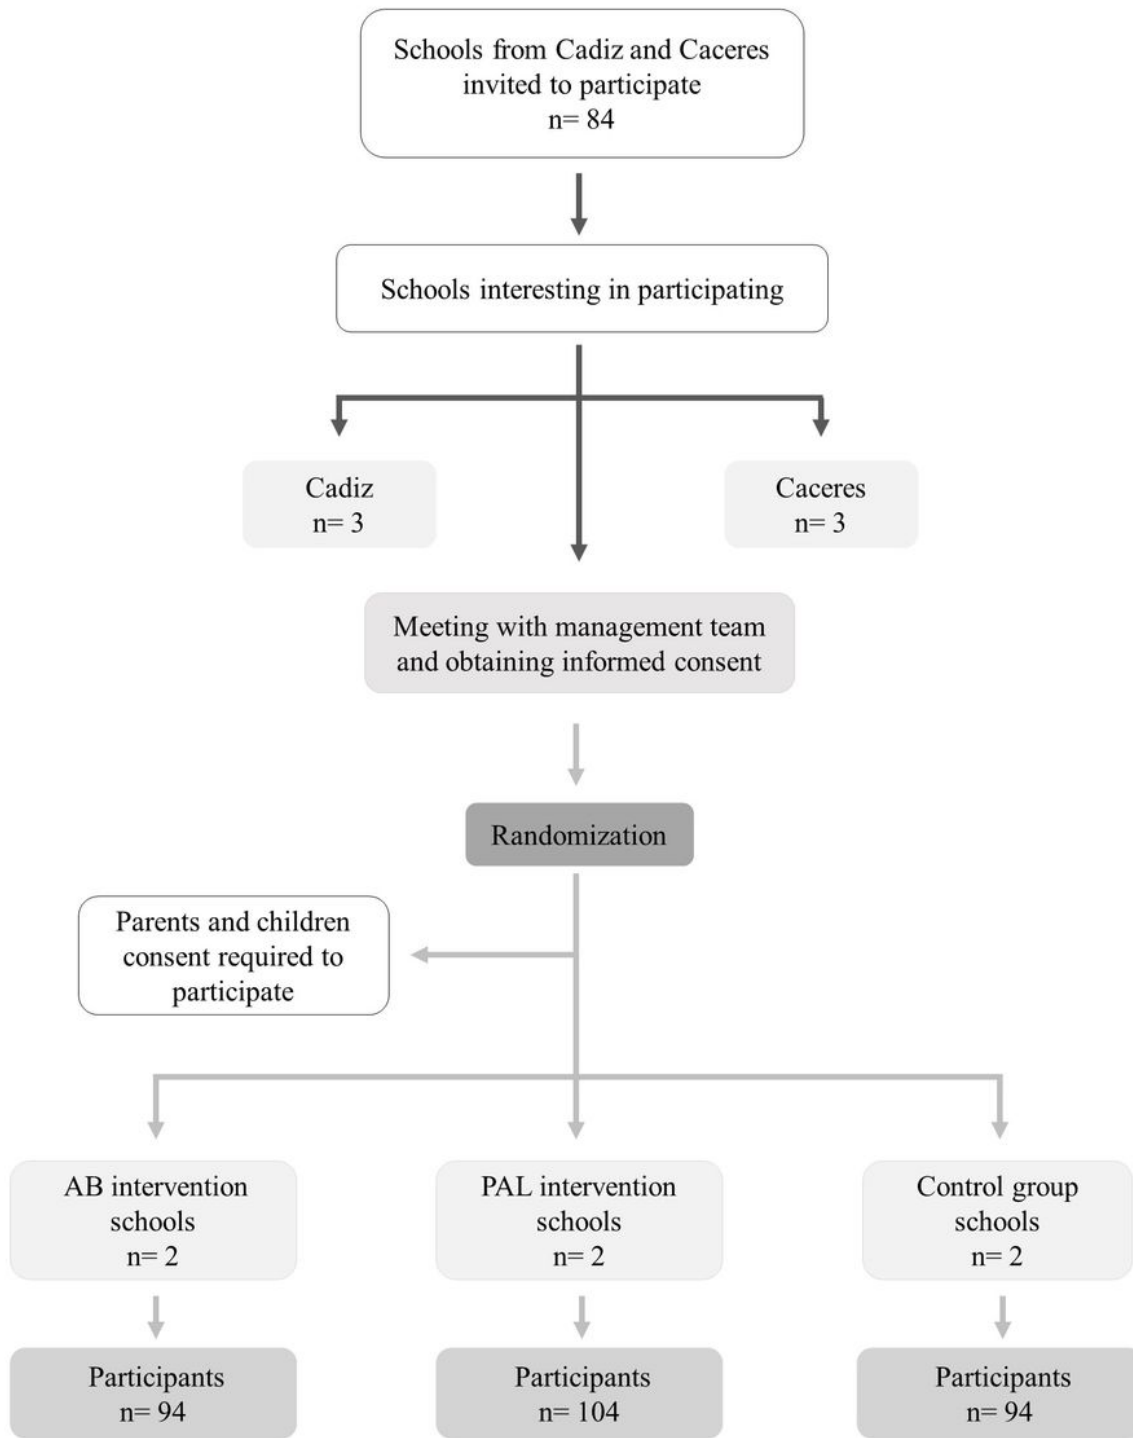 Schools from Cadiz and Caceres
invited to participate
n= 84
Schools interesting in participating
Cadiz
n= 3
Caceres
n= 3
Meeting with management team
and obtaining informed consent
Randomization
Parents and children
consent required to
participate
AB intervention
schools
n= 2
PAL intervention
schools
n= 2
Control group
schools
n= 2
Participants
n= 94
Participants
n= 104
Participants
n= 94